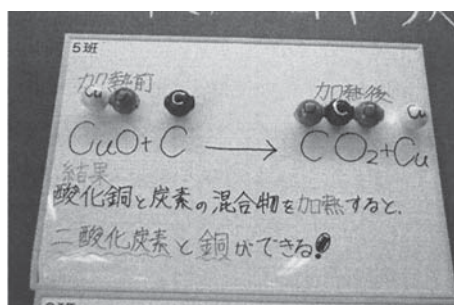 5班
加熱前 加熱後
Cu C C Cu
CuO+C → CO₂+Cu
結果
酸化銅と炭素の混合物を加熱すると、
二酸化炭素と銅ができる!